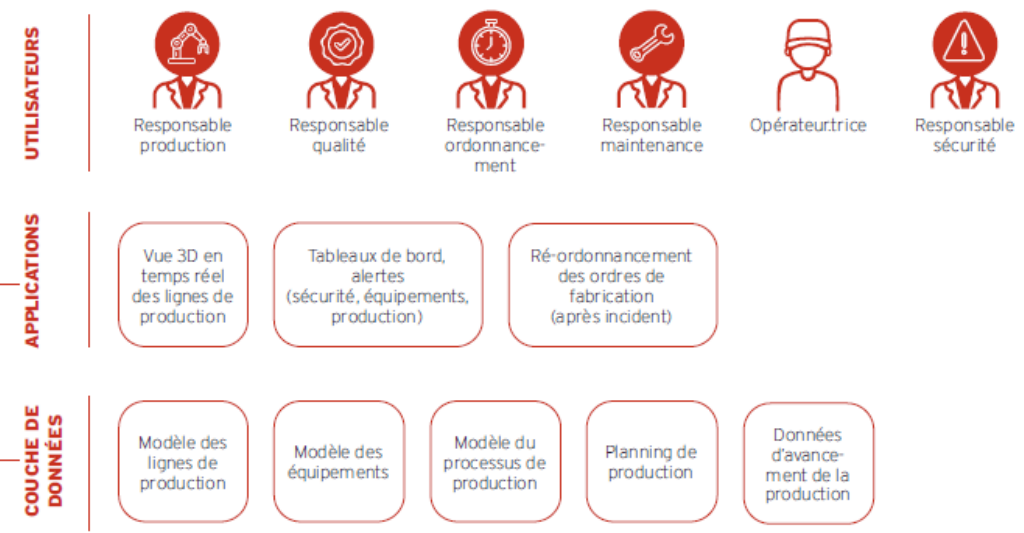 UTILISATEURS
Responsable
production
Responsable
qualité
Responsable
ordonnance-
ment
Responsable
maintenance
Opérateur.trice
Responsable
sécurité
APPLICATIONS
Vue 3D en
temps réel
des lignes de
production
Tableaux de bord,
alertes
(sécurité, équipements,
production)
Ré-ordonnancement
des ordres de
fabrication
(après incident)
COUCHE DE
DONNÉES
Modèle des
lignes de
production
Modèle des
équipements
Modèle du
processus de
production
Planning de
production
Données
d'avance-
ment de la
production